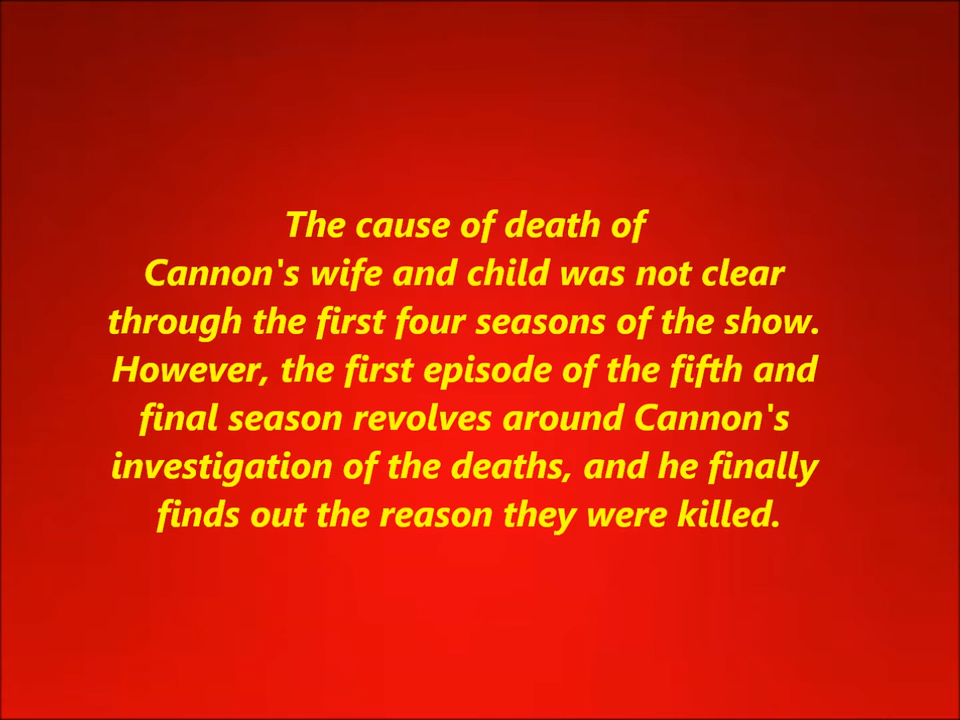 The cause of death of
Cannon's wife and child was not clear
through the first four seasons of the show.
However, the first episode of the fifth and
final season revolves around Cannon's
investigation of the deaths, and he finally
finds out the reason they were killed.